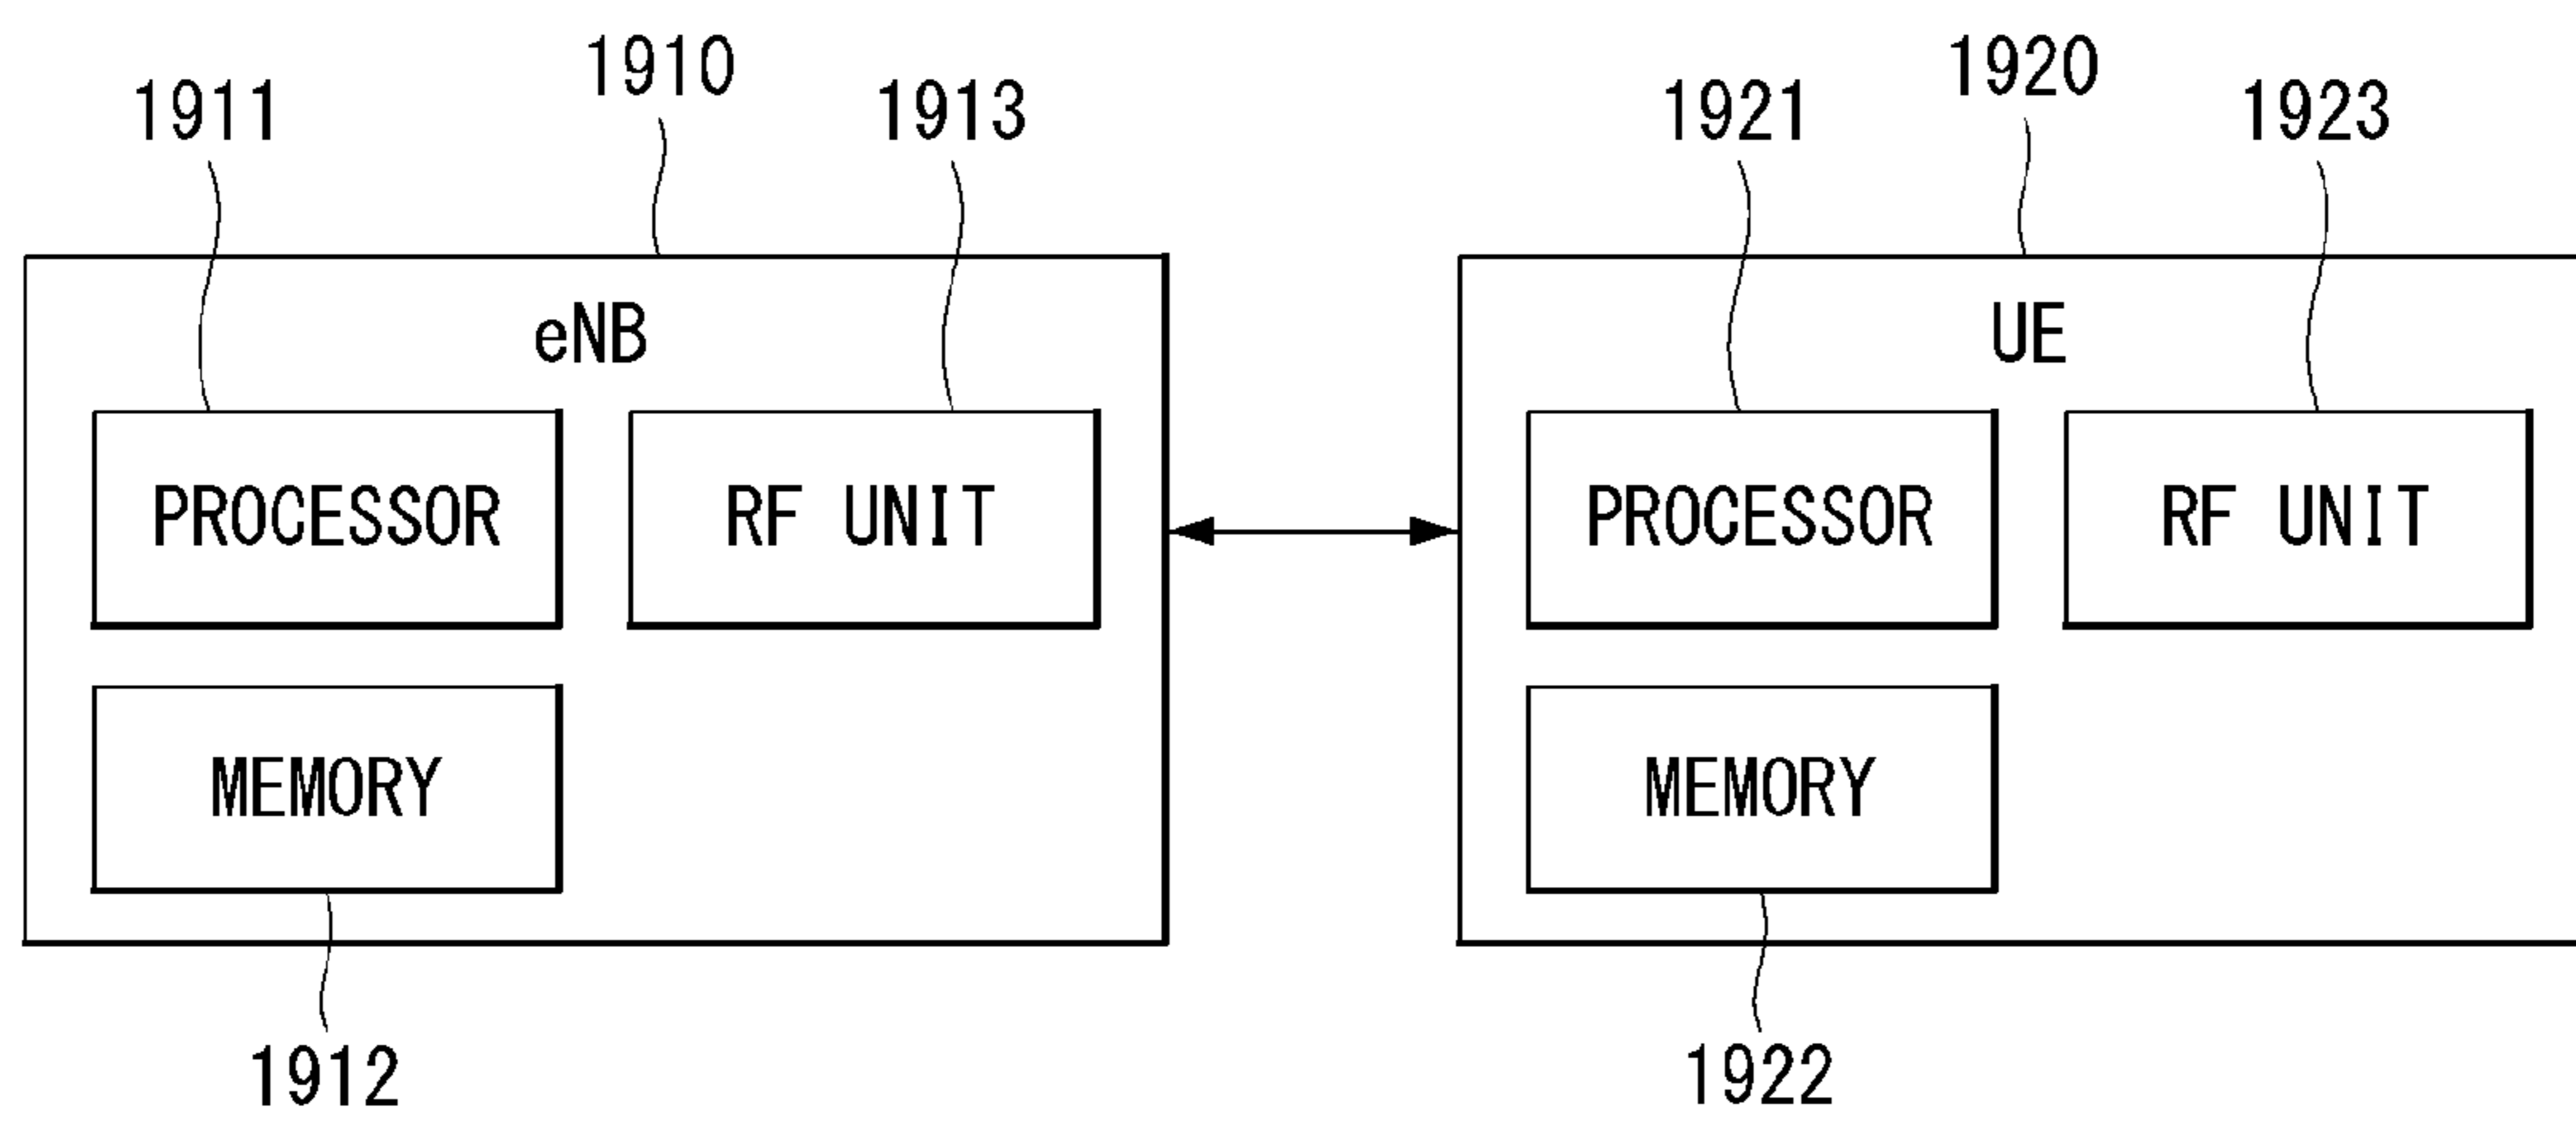 1910
1920
1911
1913
1921
1923
eNB
UE
PROCESSOR
RF UNIT
PROCESSOR
RF UNIT
MEMORY
MEMORY
1912
1922